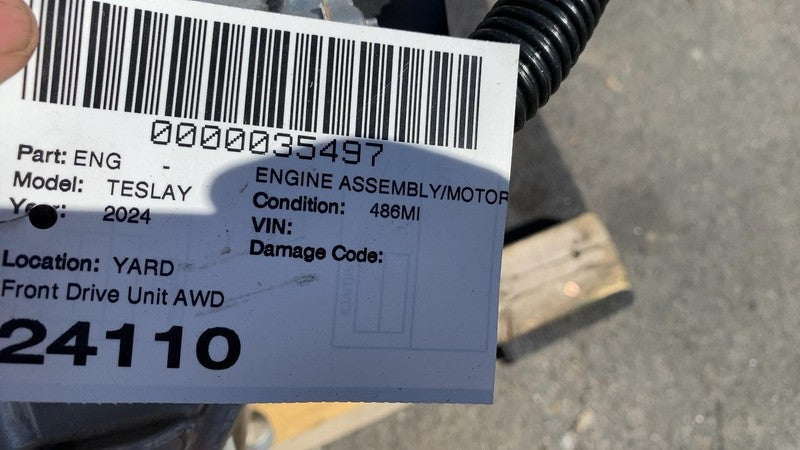 0000035497
Part: ENG -
ENGINE ASSEMBLY/MOTOR
Model: TESLAY
Condition: 486MI
Year: 2024
VIN:
Damage Code:
Location: YARD
Front Drive Unit AWD
24110